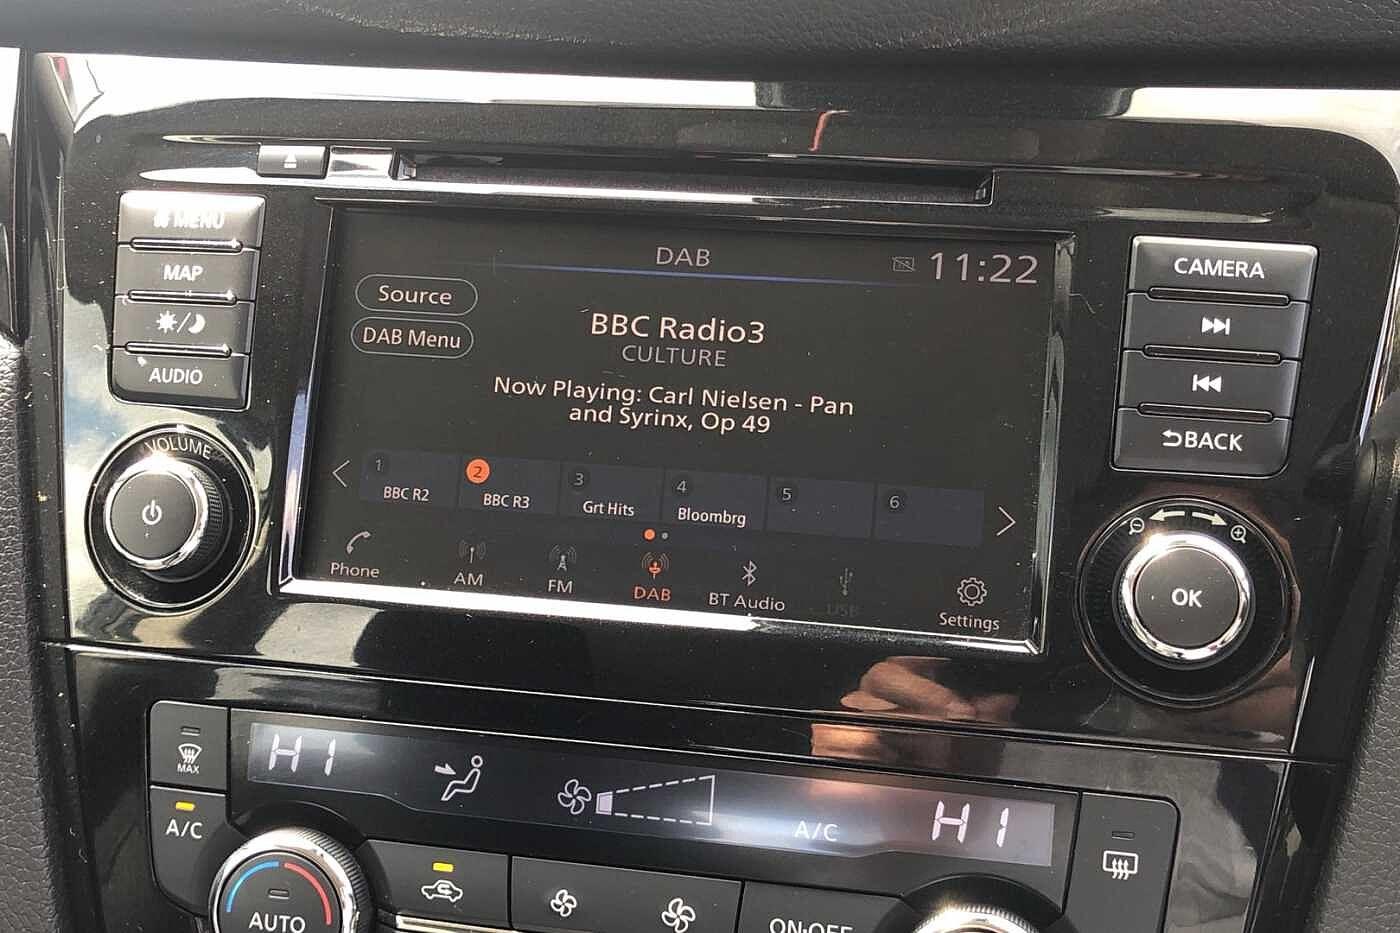 MENU
MAP
AUDIO
VOLUME
DAB
11:22
Source
DAB Menu
BBC Radio3
CULTURE
Now Playing: Carl Nielsen - Pan
and Syrinx, Op 49
1
BBC R2
2
BBC R3
3
Grt Hits
4
Bloombrg
5
6
Phone
AM
FM
DAB
BT Audio
USB
Settings
CAMERA
BACK
OK
MAX
A/C
HI
A/C
HI
AUTO
ON·OFF